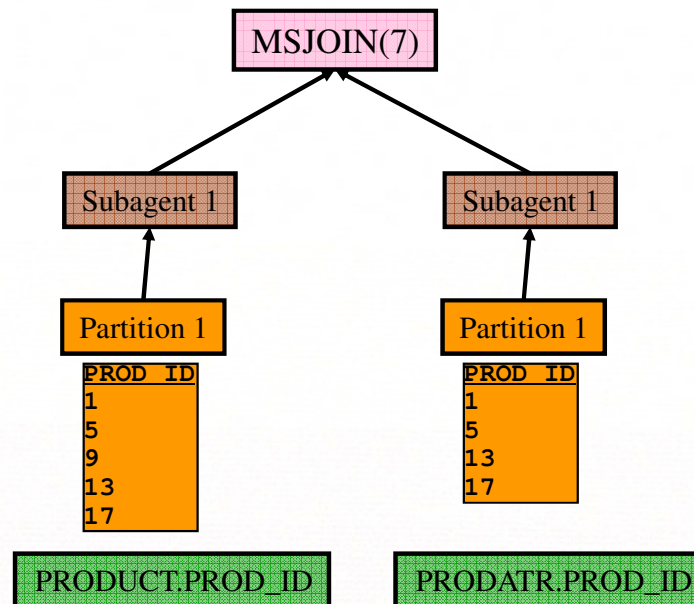 MSJOIN(7)
Subagent 1
Subagent 1
Partition 1
Partition 1
PROD_ID
1
5
9
13
17
PROD_ID
1
5
13
17
PRODUCT.PROD_ID
PRODATR.PROD_ID